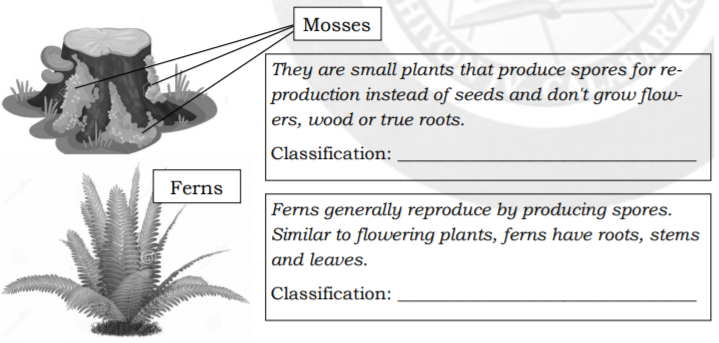 Mosses
They are small plants that produce spores for re-
production instead of seeds and don't grow flow-
ers, wood or true roots.
Classification: ___________________________
Ferns
Ferns generally reproduce by producing spores.
Similar to flowering plants, ferns have roots, stems
and leaves.
Classification: ___________________________